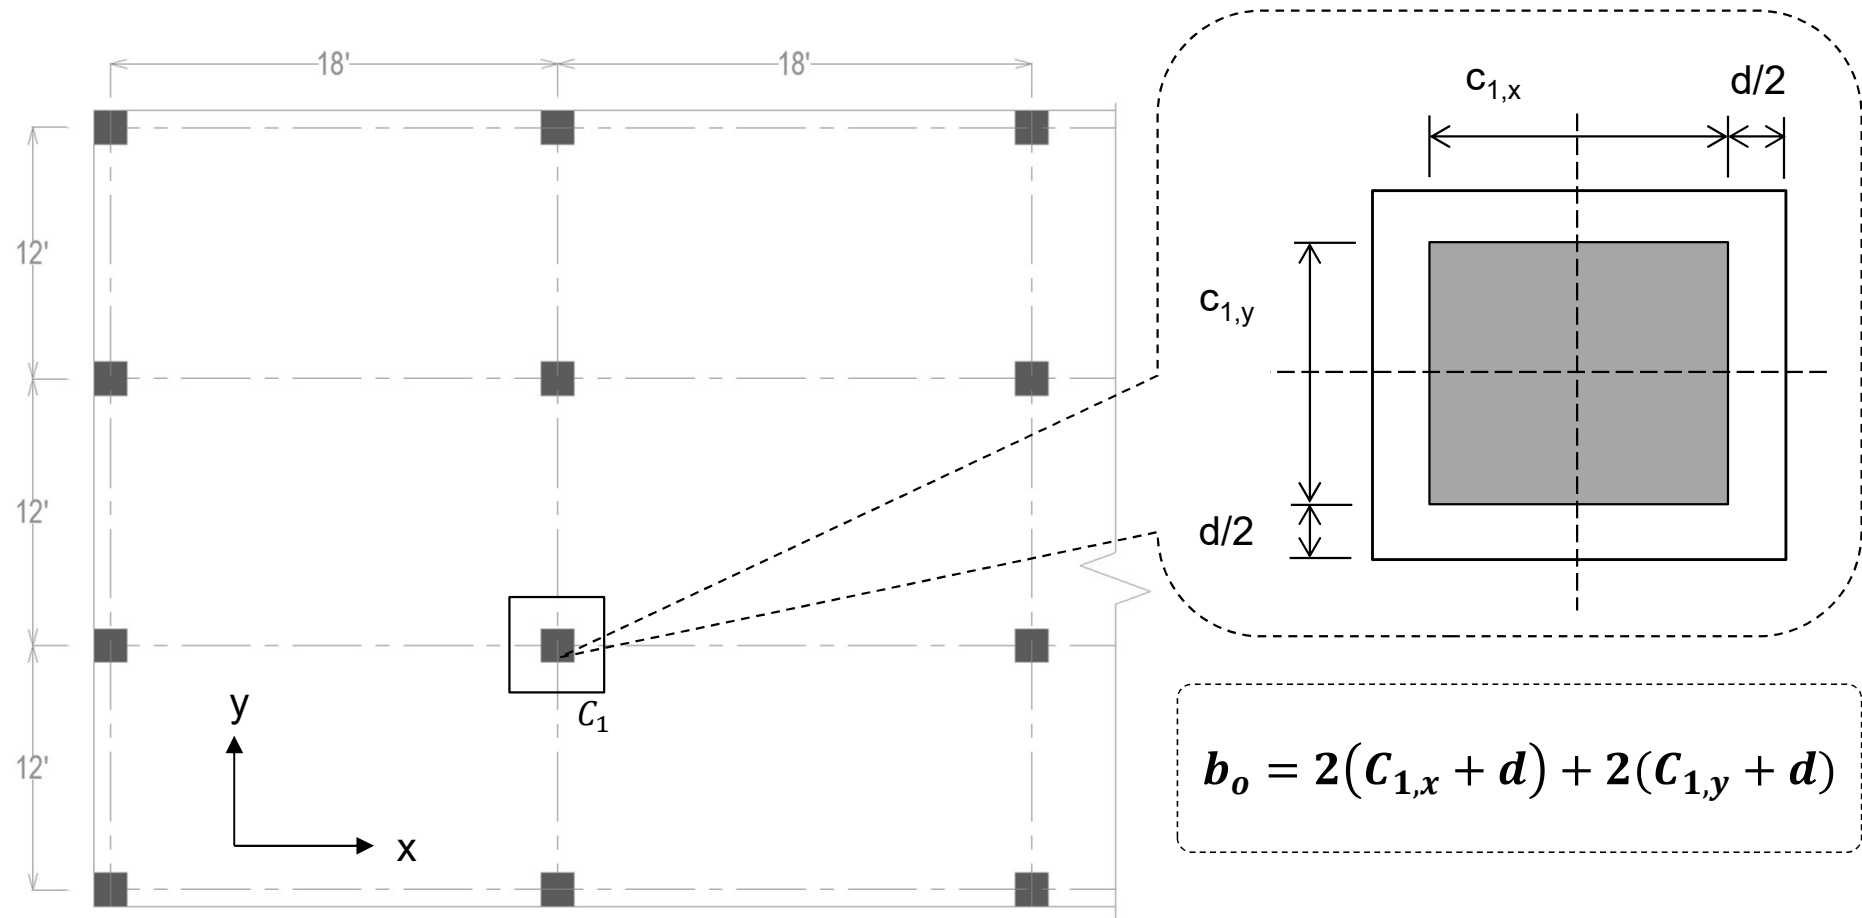 18'
18'
12'
12'
12'
C₁
y
x
c₁,x
d/2
c₁,y
d/2
bₒ = 2(C₁,x + d) + 2(C₁,y + d)